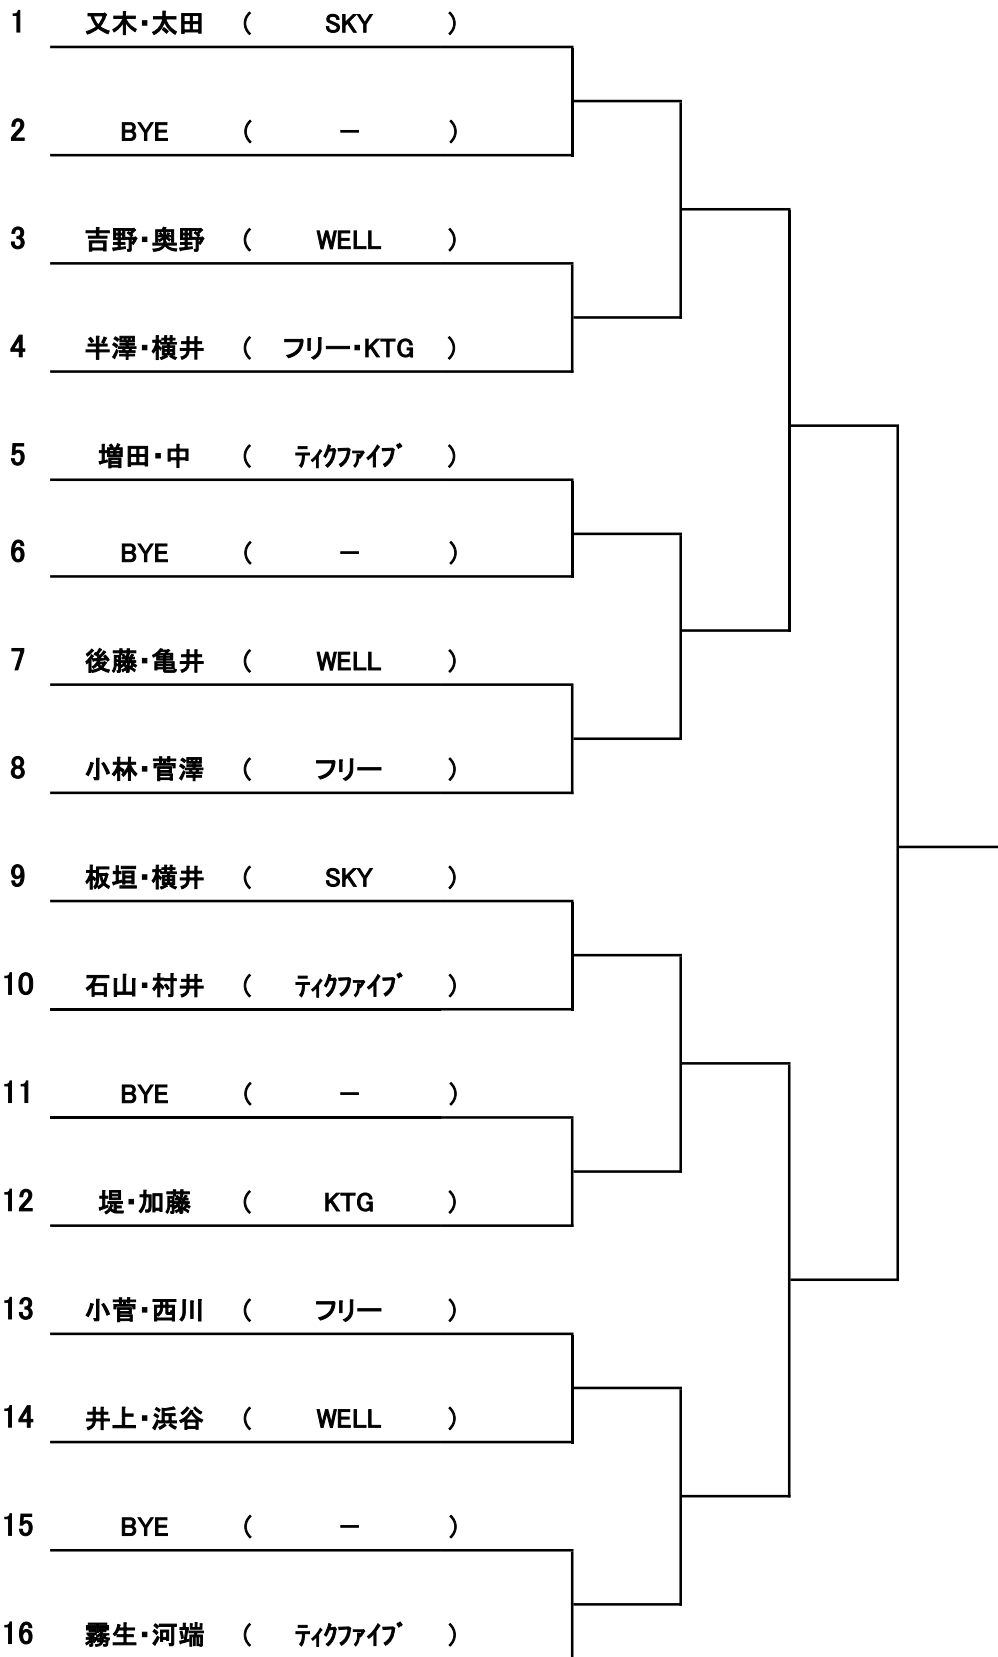 1 又木・太田 ( SKY )
2 BYE ( － )
3 吉野・奥野 ( WELL )
4 半澤・横井 ( フリー・KTG )
5 増田・中 ( ﾃｨｸﾌｧｲﾌﾞ )
6 BYE ( － )
7 後藤・亀井 ( WELL )
8 小林・菅澤 ( フリー )
9 板垣・横井 ( SKY )
10 石山・村井 ( ﾃｨｸﾌｧｲﾌﾞ )
11 BYE ( － )
12 堤・加藤 ( KTG )
13 小菅・西川 ( フリー )
14 井上・浜谷 ( WELL )
15 BYE ( － )
16 霧生・河端 ( ﾃｨｸﾌｧｲﾌﾞ )